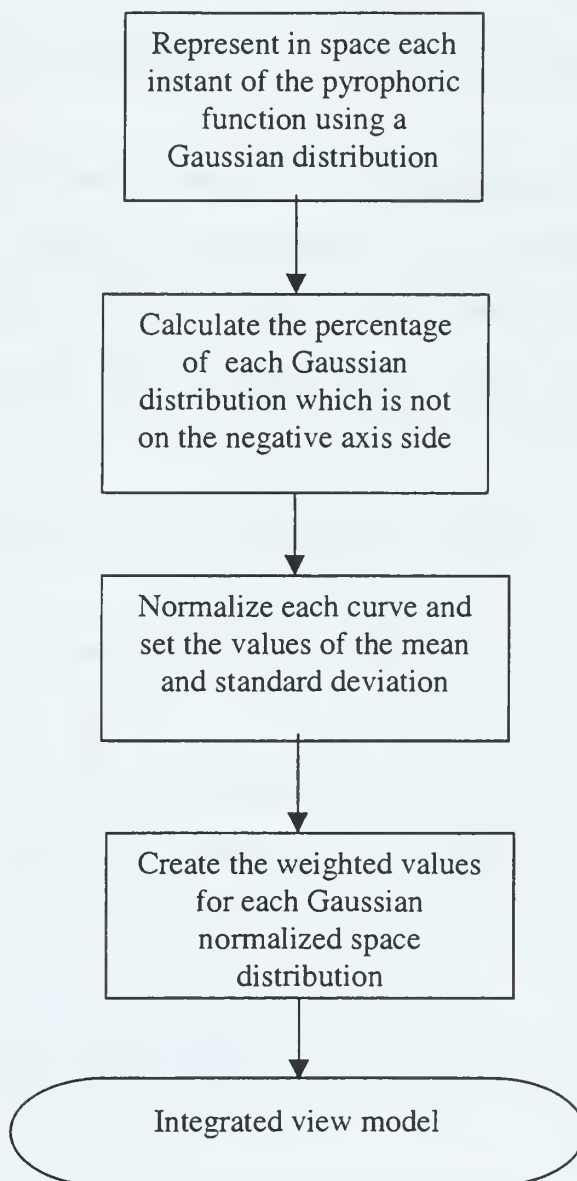 Represent in space each
instant of the pyrophoric
function using a
Gaussian distribution
Calculate the percentage
of each Gaussian
distribution which is not
on the negative axis side
Normalize each curve and
set the values of the mean
and standard deviation
Create the weighted values
for each Gaussian
normalized space
distribution
Integrated view model